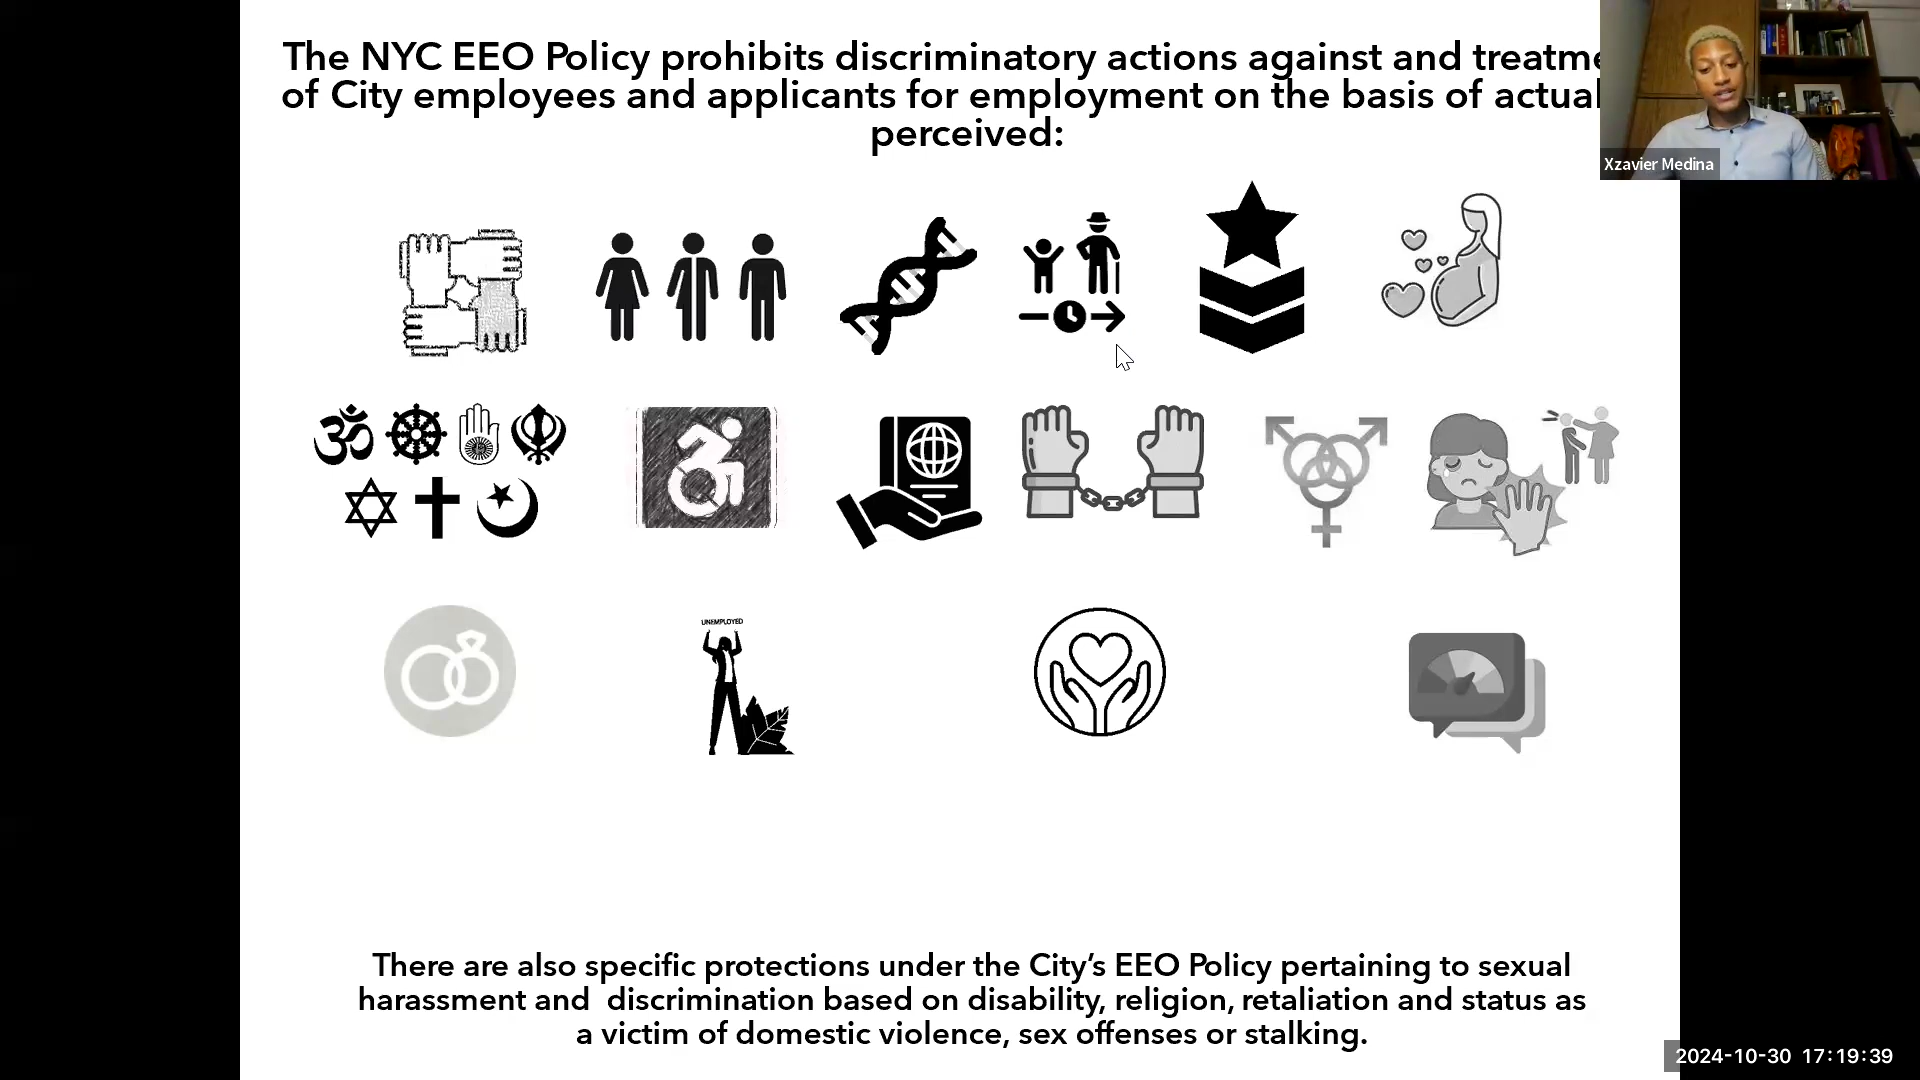 The NYC EEO Policy prohibits discriminatory actions against and treatme
of City employees and applicants for employment on the basis of actual
perceived:
Xzavier Medina
UNEMPLOYED
There are also specific protections under the City's EEO Policy pertaining to sexual
harassment and discrimination based on disability, religion, retaliation and status as
a victim of domestic violence, sex offenses or stalking.
2024-10-30 17:19:39